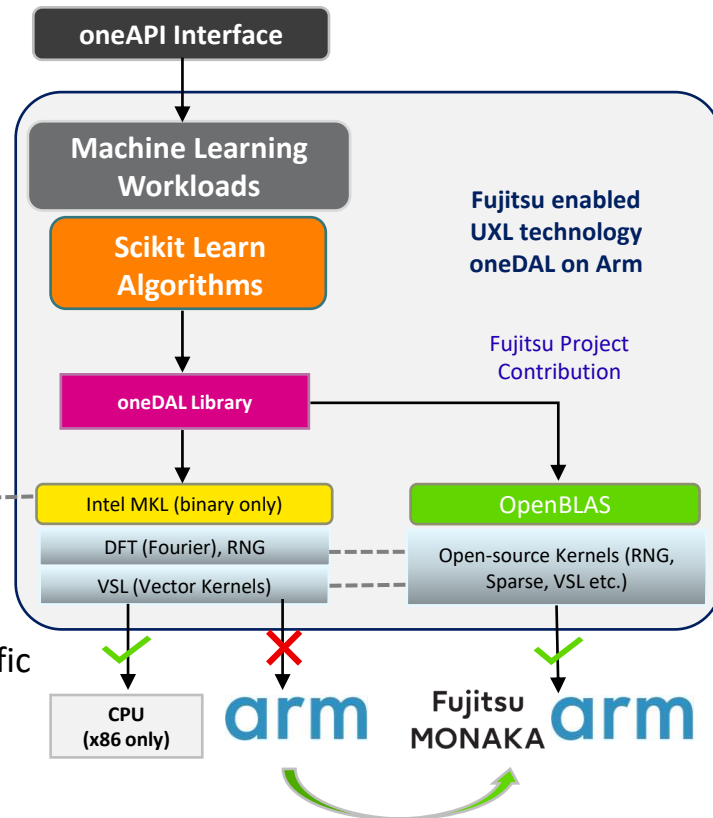 oneAPI Interface
Machine Learning
Workloads
Scikit Learn
Algorithms
Fujitsu enabled
UXL technology
oneDAL on Arm
Fujitsu Project
Contribution
oneDAL Library
Intel MKL (binary only)
OpenBLAS
DFT (Fourier), RNG
VSL (Vector Kernels)
Open-source Kernels (RNG,
Sparse, VSL etc.)
fic
CPU
(x86 only)
arm
Fujitsu
MONAKA
arm